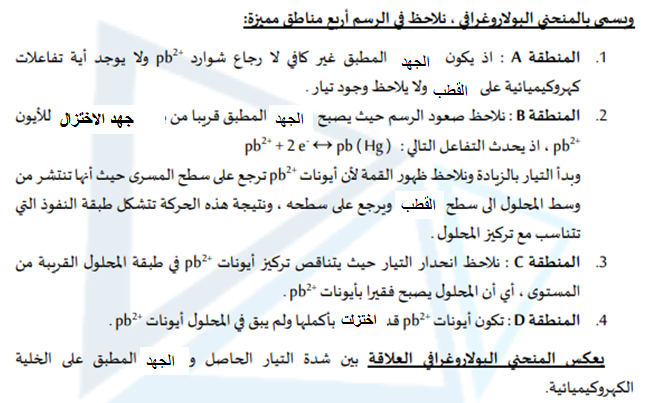 ويسمى بالمنحني البولاروغرافي ، نلاحظ في الرسم أربع مناطق مميزة:
1. المنطقة A : اذ يكون الجهد المطبق غير كافي لا رجاع شوارد pb²⁺ ولا يوجد أية تفاعلات
كهروكيميائية على القطب ولا يلاحظ وجود تيار .
2. المنطقة B : نلاحظ صعود الرسم حيث يصبح الجهد المطبق قريبا من جهد الاختزال للأيون
pb²⁺ ، اذ يحدث التفاعل التالي: pb²⁺ + 2 e⁻ ↔ pb ( Hg )
وبدأ التيار بالزيادة ونلاحظ ظهور القمة لأن أيونات pb²⁺ ترجع على سطح المسرى حيث أنها تنتشر من
وسط المحلول الى سطح القطب ويرجع على سطحه ، ونتيجة هذه الحركة تتشكل طبقة النفوذ التي
تتناسب مع تركيز المحلول .
3. المنطقة C : نلاحظ انحدار التيار حيث يتناقص تركيز أيونات pb²⁺ في طبقة المحلول القريبة من
المستوى ، أي أن المحلول يصبح فقيرا بأيونات pb²⁺ .
4. المنطقة D : تكون أيونات pb²⁺ قد اختزلت بأكملها ولم يبق في المحلول أيونات pb²⁺ .
يعكس المنحني البولاروغرافي العلاقة بين شدة التيار الحاصل و الجهد المطبق على الخلية
الكهروكيميائية.